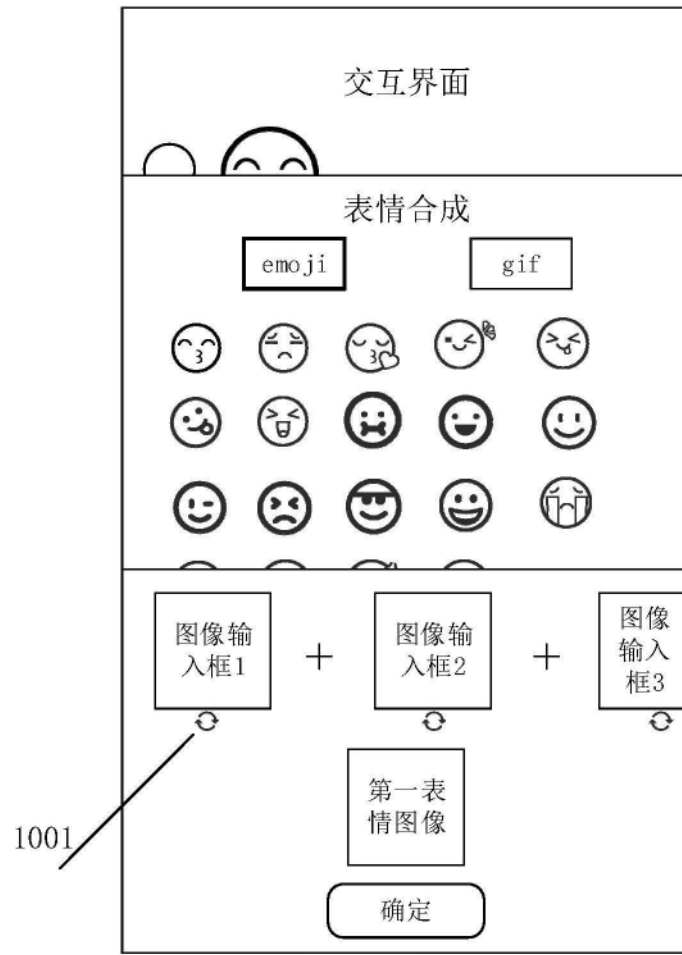 交互界面
表情合成
emoji
gif
图像输
入框1
+
图像输
入框2
+
图像
输入
框3
1001
第一表
情图像
确定